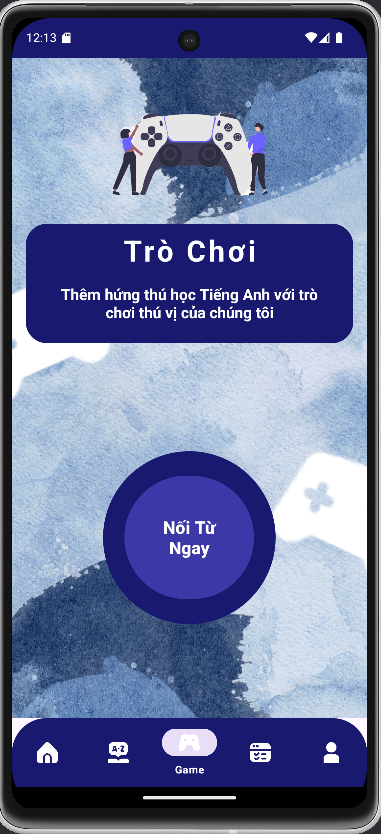 12:13
Trò Chơi
Thêm hứng thú học Tiếng Anh với trò
chơi thú vị của chúng tôi
Nối Từ
Ngay
A-Z
Game